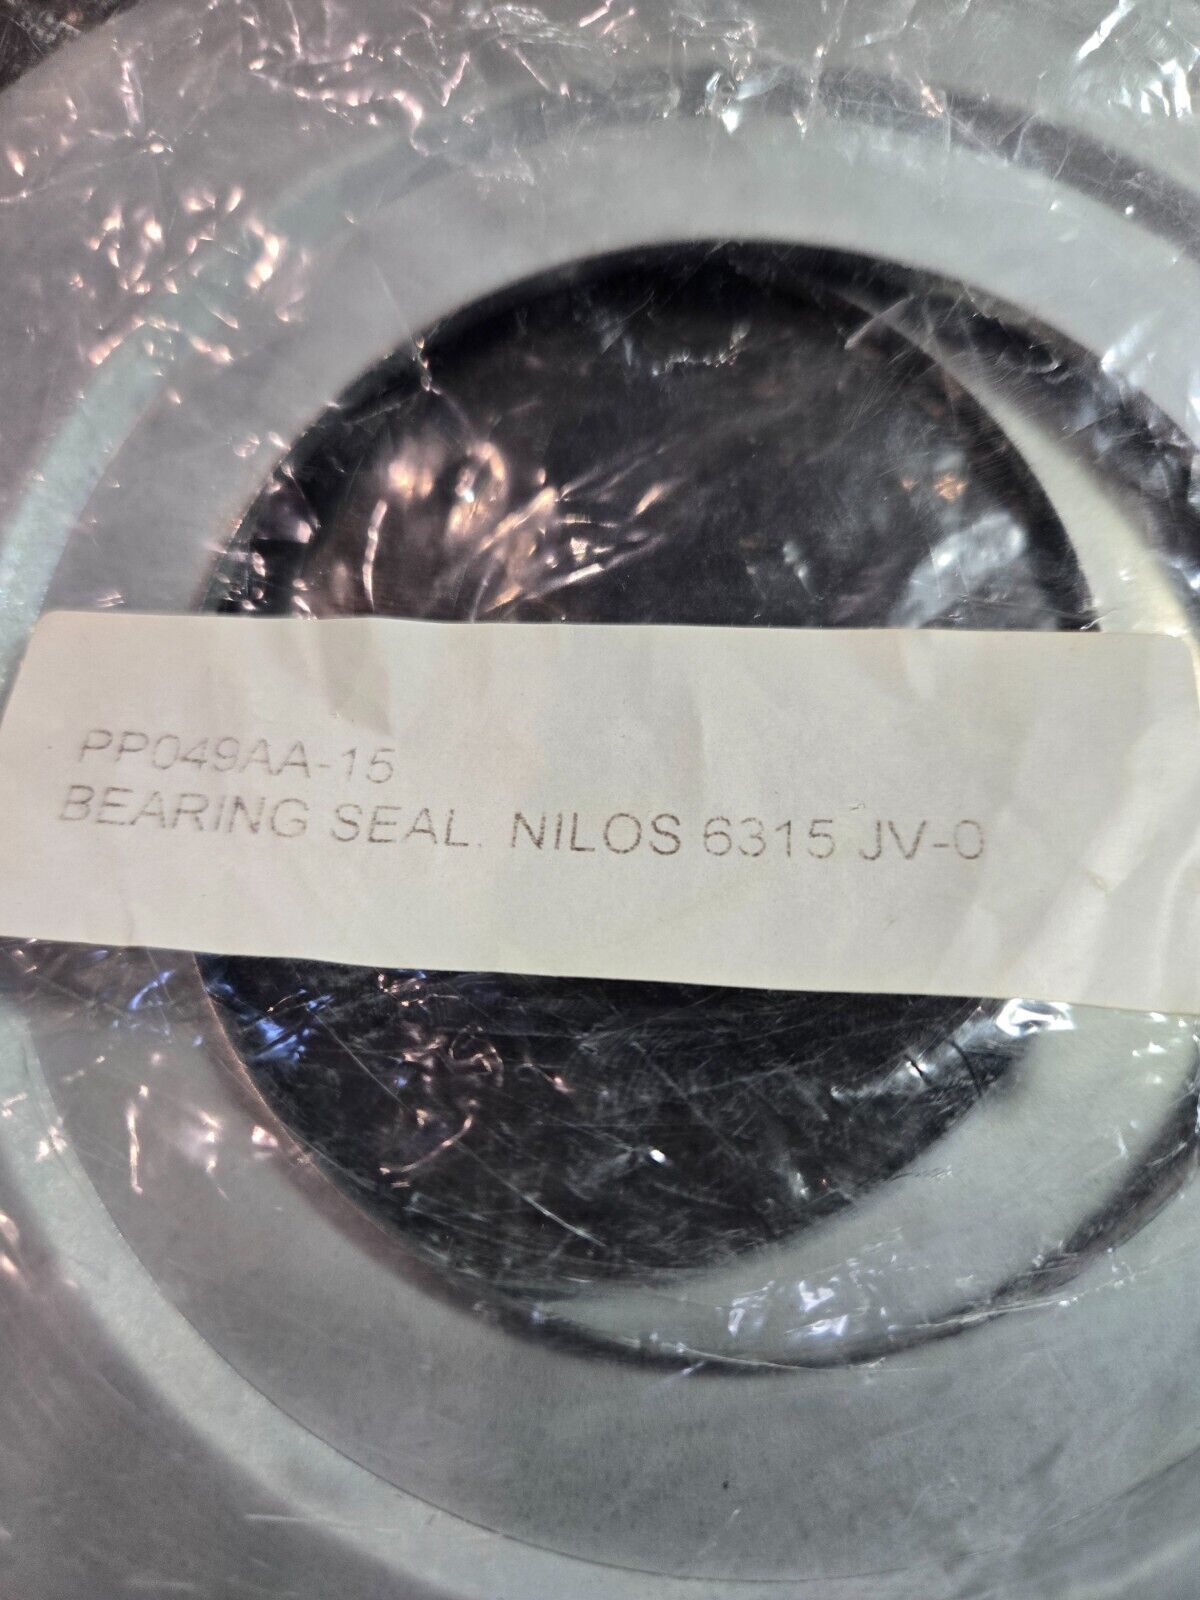 PP049AA-15
BEARING SEAL. NILOS 6315 JV-0